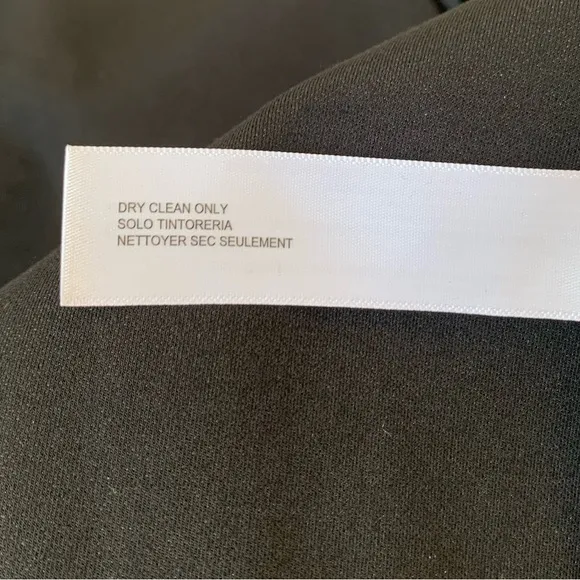 DRY CLEAN ONLY
SOLO TINTORERIA
NETTOYER SEC SEULEMENT